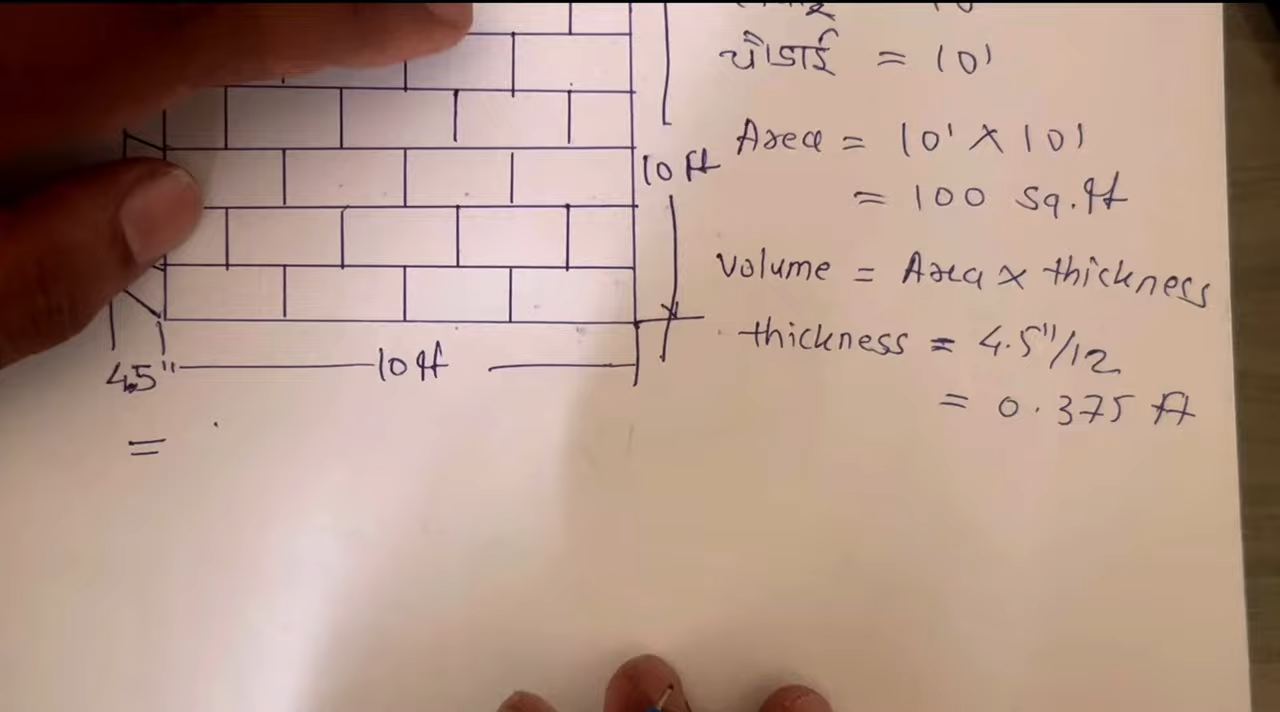 10
चौडाई = 10'
Area = 10' × 10'
= 100 sq.ft
10 ft
Volume = Area × thickness
thickness = 4.5"/12
= 0.375 ft
4.5"
10 ft
=